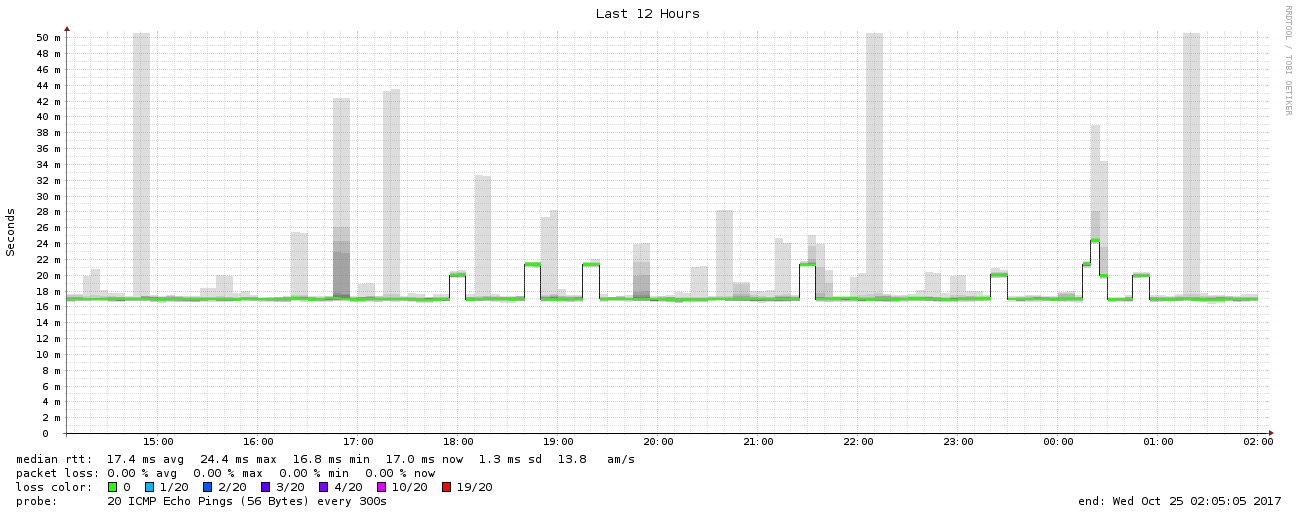 Last 12 Hours
RRDTOOL / TOBI OETIKER
Seconds
50 m
48 m
46 m
44 m
42 m
40 m
38 m
36 m
34 m
32 m
30 m
28 m
26 m
24 m
22 m
20 m
18 m
16 m
14 m
12 m
10 m
8 m
6 m
4 m
2 m
0
15:00 16:00 17:00 18:00 19:00 20:00 21:00 22:00 23:00 00:00 01:00 02:00
median rtt: 17.4 ms avg 24.4 ms max 16.8 ms min 17.0 ms now 1.3 ms sd 13.8 am/s
packet loss: 0.00 % avg 0.00 % max 0.00 % min 0.00 % now
loss color: 0 1/20 2/20 3/20 4/20 10/20 19/20
probe: 20 ICMP Echo Pings (56 Bytes) every 300s end: Wed Oct 25 02:05:05 2017